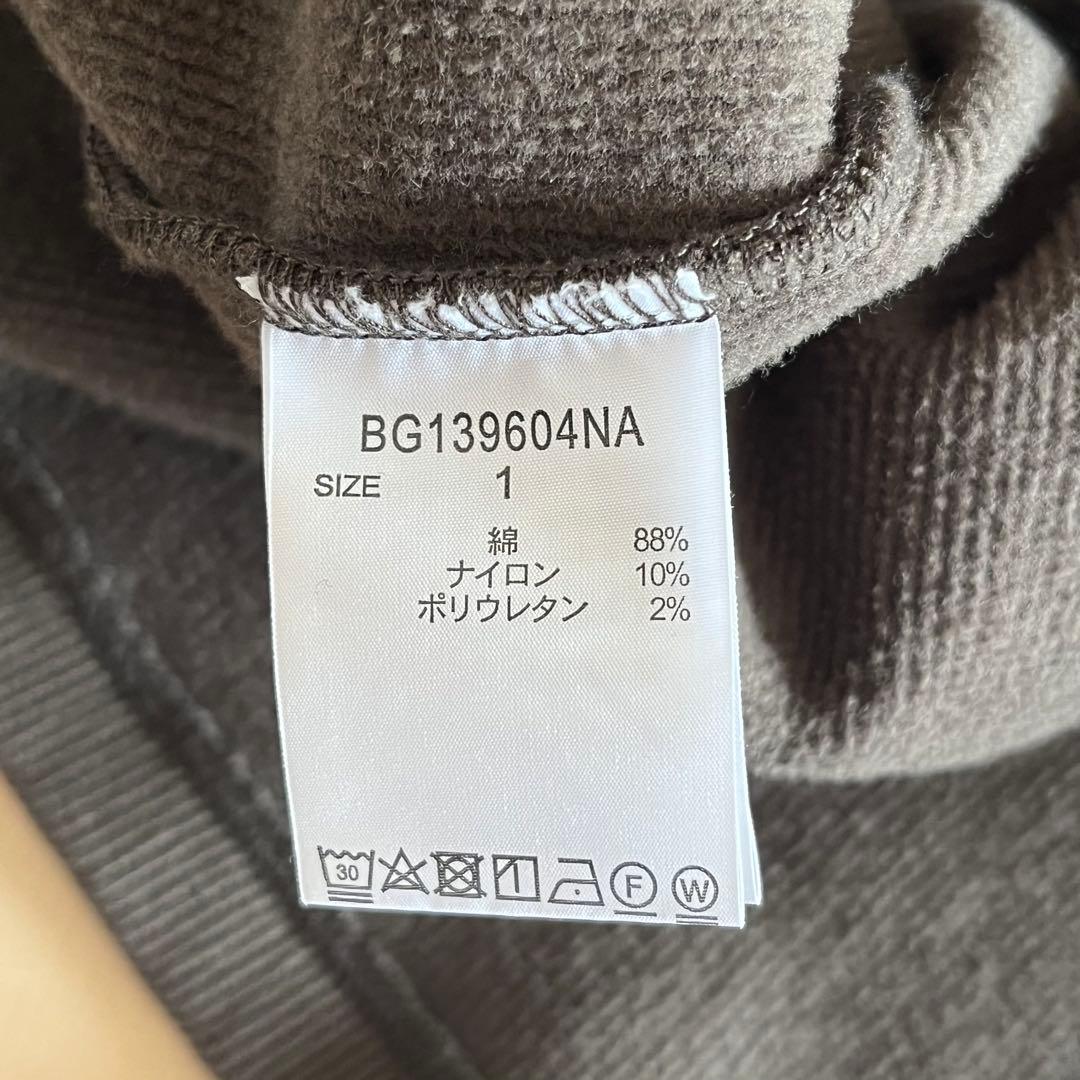 BG139604NA
SIZE 1
綿 88%
ナイロン 10%
ポリウレタン 2%
30 F W